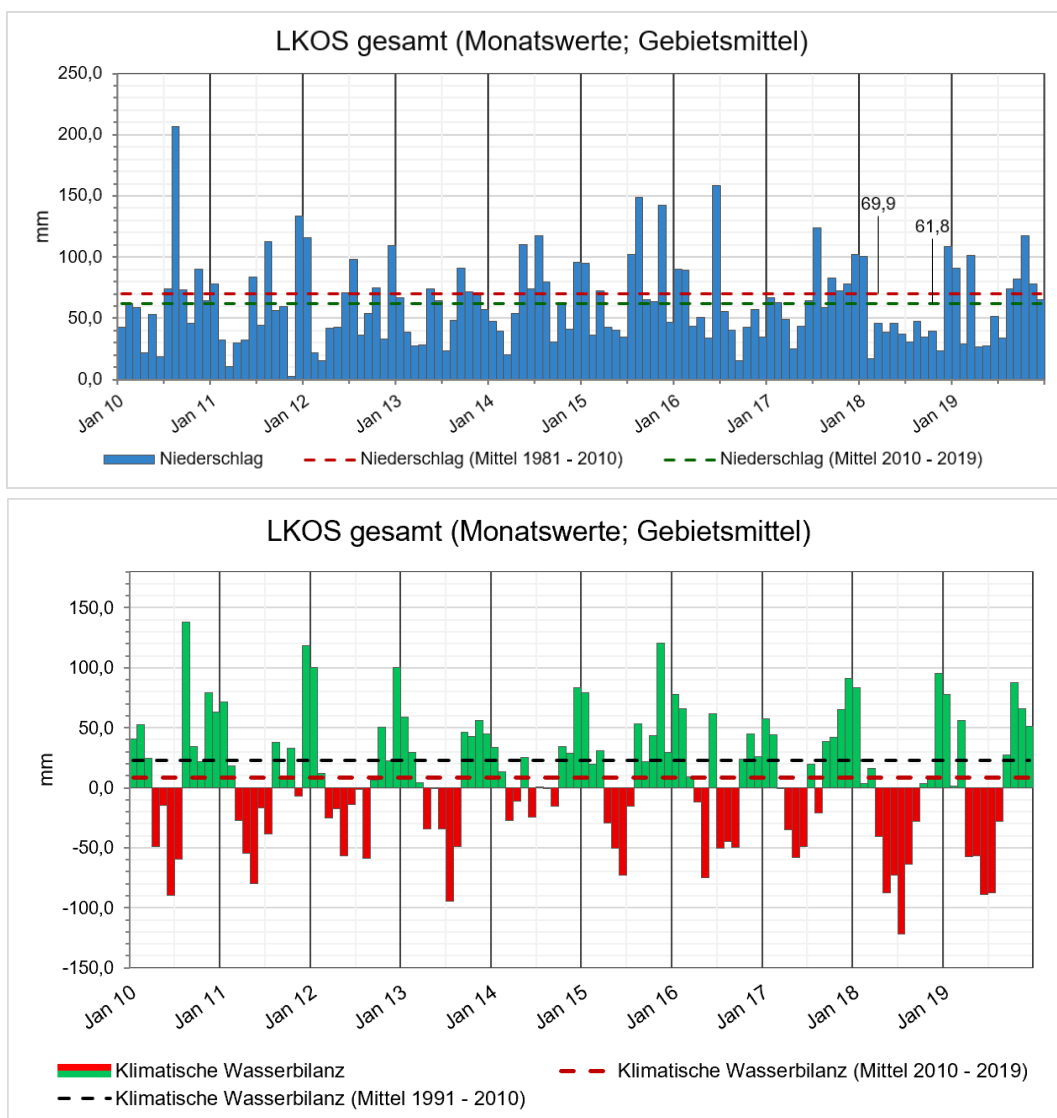 LKOS gesamt (Monatswerte; Gebietsmittel)
250,0
200,0
150,0
100,0
50,0
0,0
mm
69,9
61,8
Jan 10
Jan 11
Jan 12
Jan 13
Jan 14
Jan 15
Jan 16
Jan 17
Jan 18
Jan 19
Niederschlag
Niederschlag (Mittel 1981 - 2010)
Niederschlag (Mittel 2010 - 2019)
LKOS gesamt (Monatswerte; Gebietsmittel)
150,0
100,0
50,0
0,0
-50,0
-100,0
-150,0
mm
Jan 10
Jan 11
Jan 12
Jan 13
Jan 14
Jan 15
Jan 16
Jan 17
Jan 18
Jan 19
Klimatische Wasserbilanz
Klimatische Wasserbilanz (Mittel 2010 - 2019)
Klimatische Wasserbilanz (Mittel 1991 - 2010)